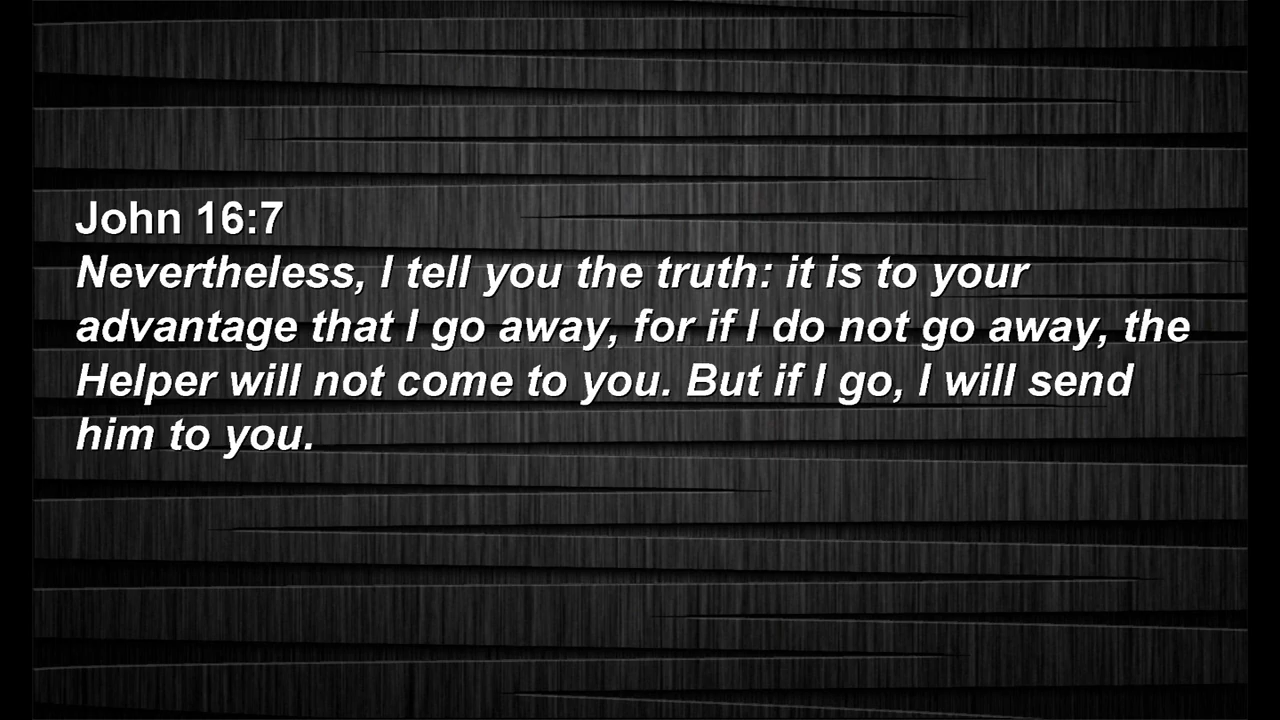 John 16:7
Nevertheless, I tell you the truth: it is to your
advantage that I go away, for if I do not go away, the
Helper will not come to you. But if I go, I will send
him to you.